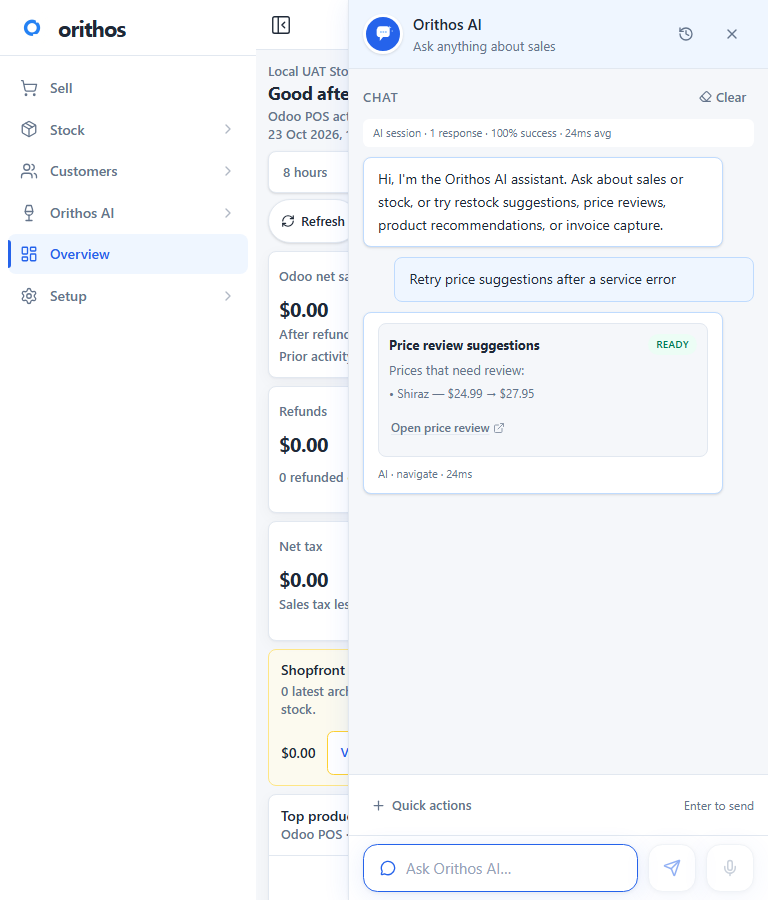 orithos
Sell
Stock
Customers
Orithos AI
Overview
Setup
Local UAT Sto
Good afte
Odoo POS act
23 Oct 2026,
8 hours
Refresh
Odoo net sa
$0.00
After refund
Prior activity
Refunds
$0.00
0 refunded
Net tax
$0.00
Sales tax les
Shopfront
0 latest arch
stock.
$0.00
V
Top produ
Odoo POS ·
Orithos AI
Ask anything about sales
CHAT
Clear
AI session · 1 response · 100% success · 24ms avg
Hi, I'm the Orithos AI assistant. Ask about sales or
stock, or try restock suggestions, price reviews,
product recommendations, or invoice capture.
Retry price suggestions after a service error
Price review suggestions
READY
Prices that need review:
• Shiraz — $24.99 → $27.95
Open price review
AI · navigate · 24ms
Quick actions
Enter to send
Ask Orithos AI...